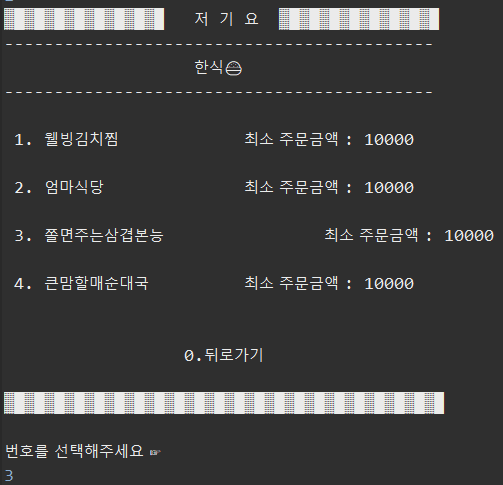 저 기 요
한식🍚
1. 웰빙김치찜 최소 주문금액 : 10000
2. 엄마식당 최소 주문금액 : 10000
3. 쫄면주는삼겹본능 최소 주문금액 : 10000
4. 큰맘할매순대국 최소 주문금액 : 10000
0.뒤로가기
번호를 선택해주세요 ☞
3